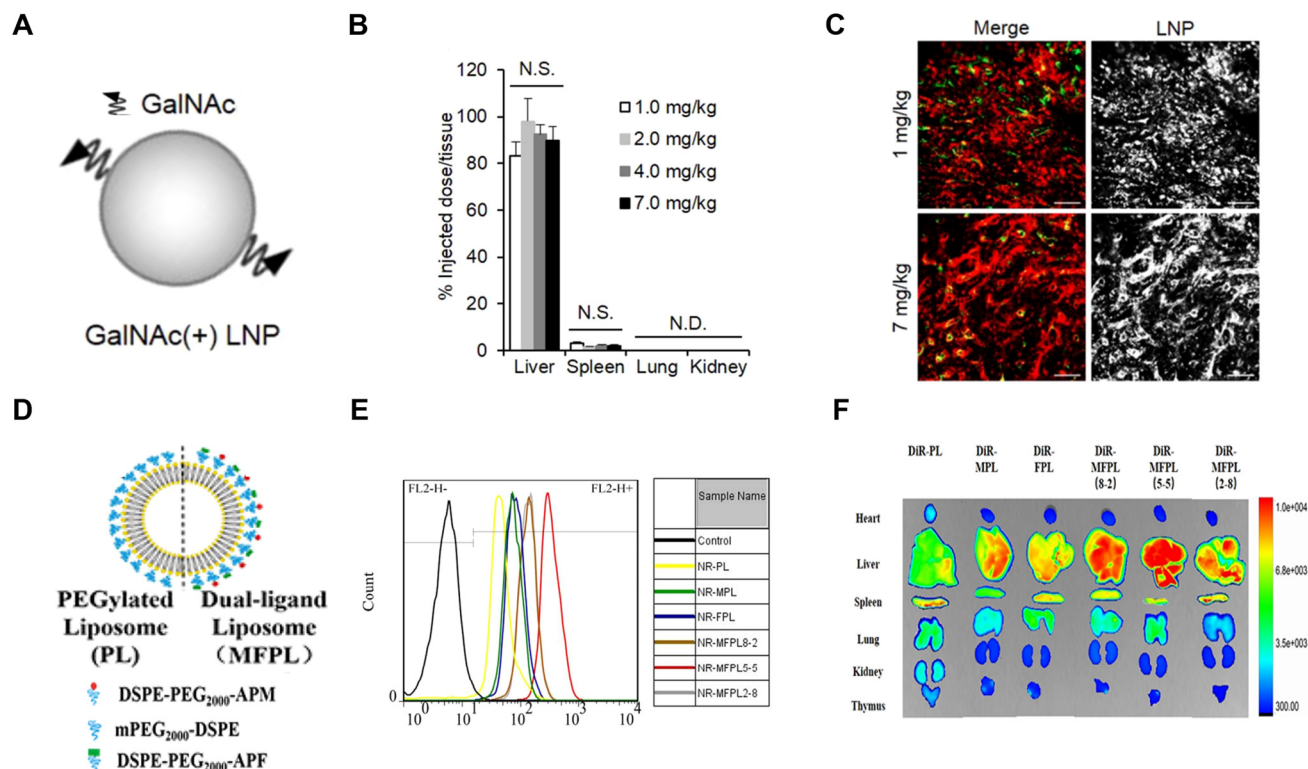 A
GalNAc
GalNAc(+) LNP
B
% Injected dose/tissue
120
100
80
60
40
20
0
N.S.
N.S.
N.D.
1.0 mg/kg
2.0 mg/kg
4.0 mg/kg
7.0 mg/kg
Liver Spleen Lung Kidney
C
Merge LNP
1 mg/kg
7 mg/kg
D
PEGylated
Liposome
(PL)
Dual-ligand
Liposome
(MFPL)
DSPE-PEG2000-APM
mPEG2000-DSPE
DSPE-PEG2000-APF
E
FL2-H- FL2-H+
Count
0
10^0 10^1 10^2 10^3 10^4
Sample Name
Control
NR-PL
NR-MPL
NR-FPL
NR-MFPL8-2
NR-MFPL5-5
NR-MFPL2-8
F
DiR-PL
DiR-
MPL
DiR-
FPL
DiR-
MFPL
(8-2)
DiR-
MFPL
(5-5)
DiR-
MFPL
(2-8)
Heart
Liver
Spleen
Lung
Kidney
Thymus
1.0e+004
6.8e+003
3.5e+003
300.00